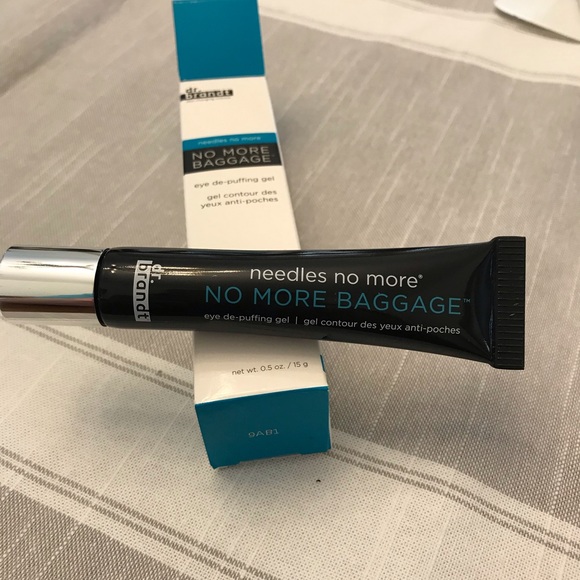 dr.
brandt
needles no more®
NO MORE
BAGGAGE™
eye de-puffing gel
gel contour des
yeux anti-poches
dr.
brandt
needles no more®
NO MORE BAGGAGE™
eye de-puffing gel | gel contour des yeux anti-poches
net wt. 0.5 oz. / 15 g
9AB1